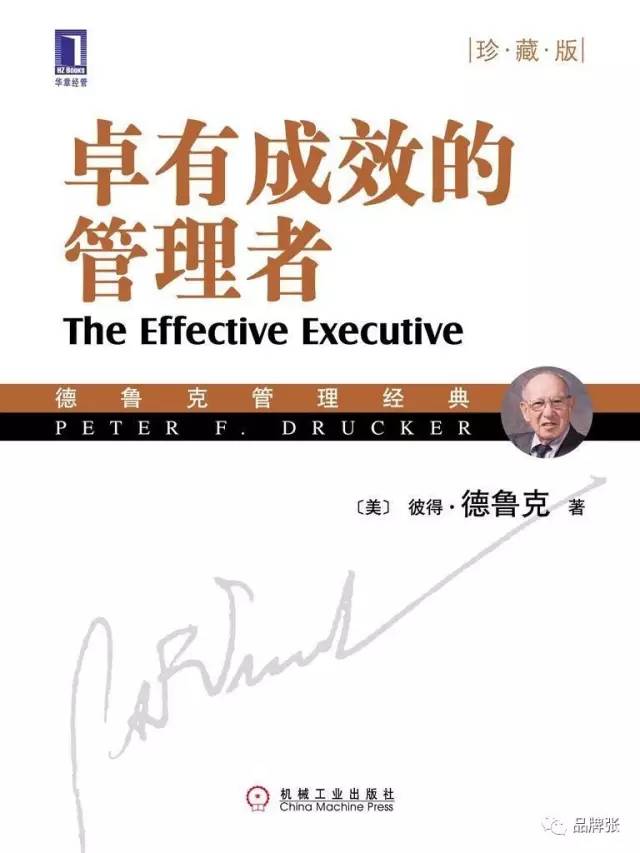 HZ Books
华章经管
珍·藏·版
卓有成效的
管理者
The Effective Executive
德鲁克管理经典
PETER F. DRUCKER
〔美〕 彼得·德鲁克 著
机械工业出版社
China Machine Press
品牌张